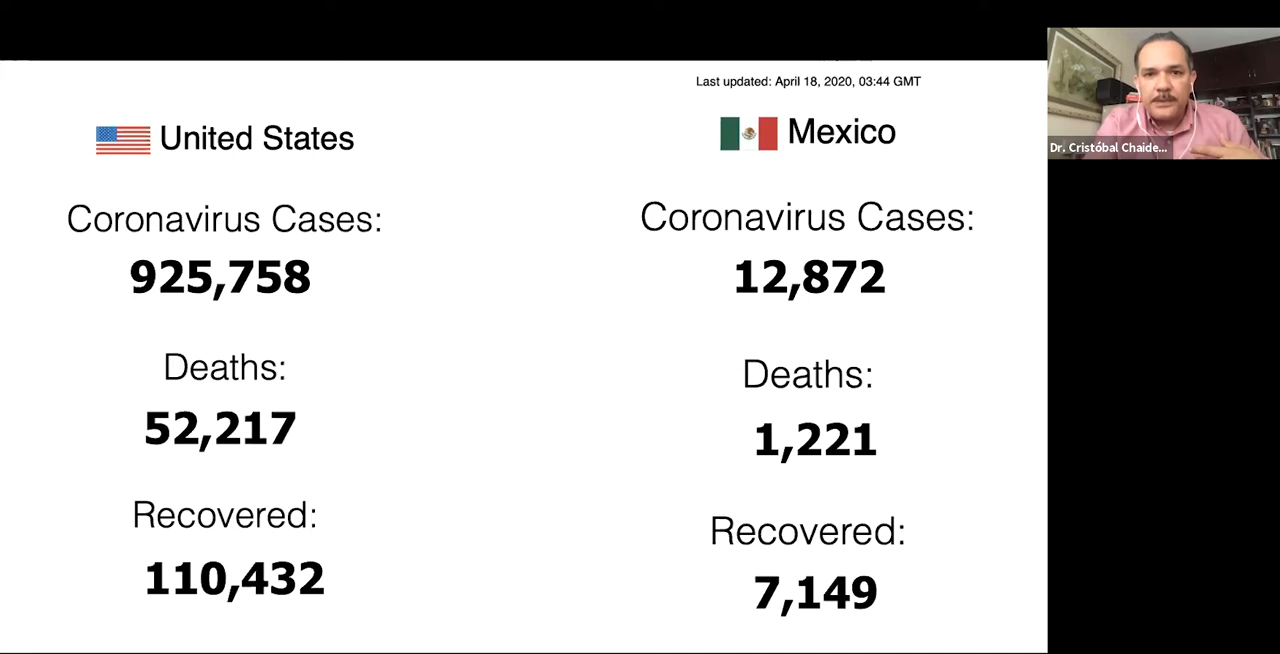 Last updated: April 18, 2020, 03:44 GMT
United States
Coronavirus Cases:
925,758
Deaths:
52,217
Recovered:
110,432
Mexico
Coronavirus Cases:
12,872
Deaths:
1,221
Recovered:
7,149
Dr. Cristóbal Chaide...